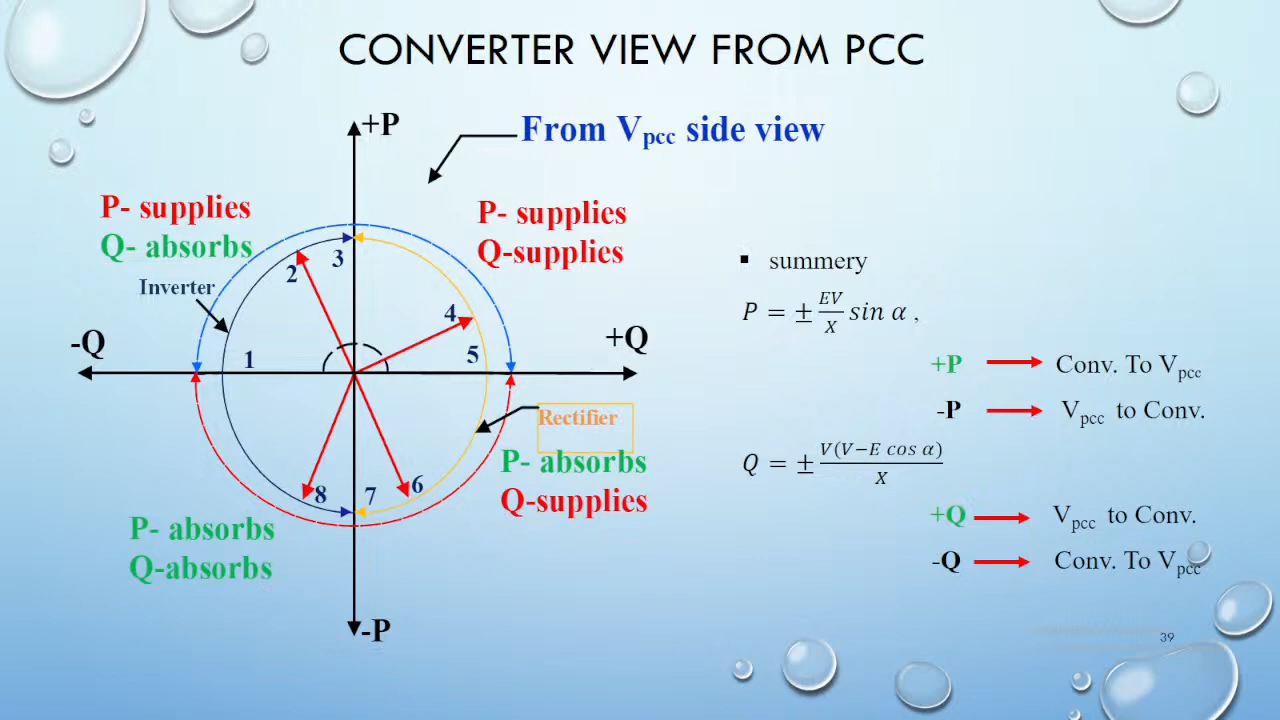 CONVERTER VIEW FROM PCC
+P
From Vpcc side view
P- supplies
Q- absorbs
P- supplies
Q-supplies
Inverter
2
3
4
-Q
1
5
+Q
Rectifier
P- absorbs
Q-supplies
8
7
6
P- absorbs
Q-absorbs
-P
▪ summery
P = ± EV/X sin α ,
+P Conv. To Vpcc
-P Vpcc to Conv.
Q = ± V(V−E cos α)/X
+Q Vpcc to Conv.
-Q Conv. To Vpcc
39